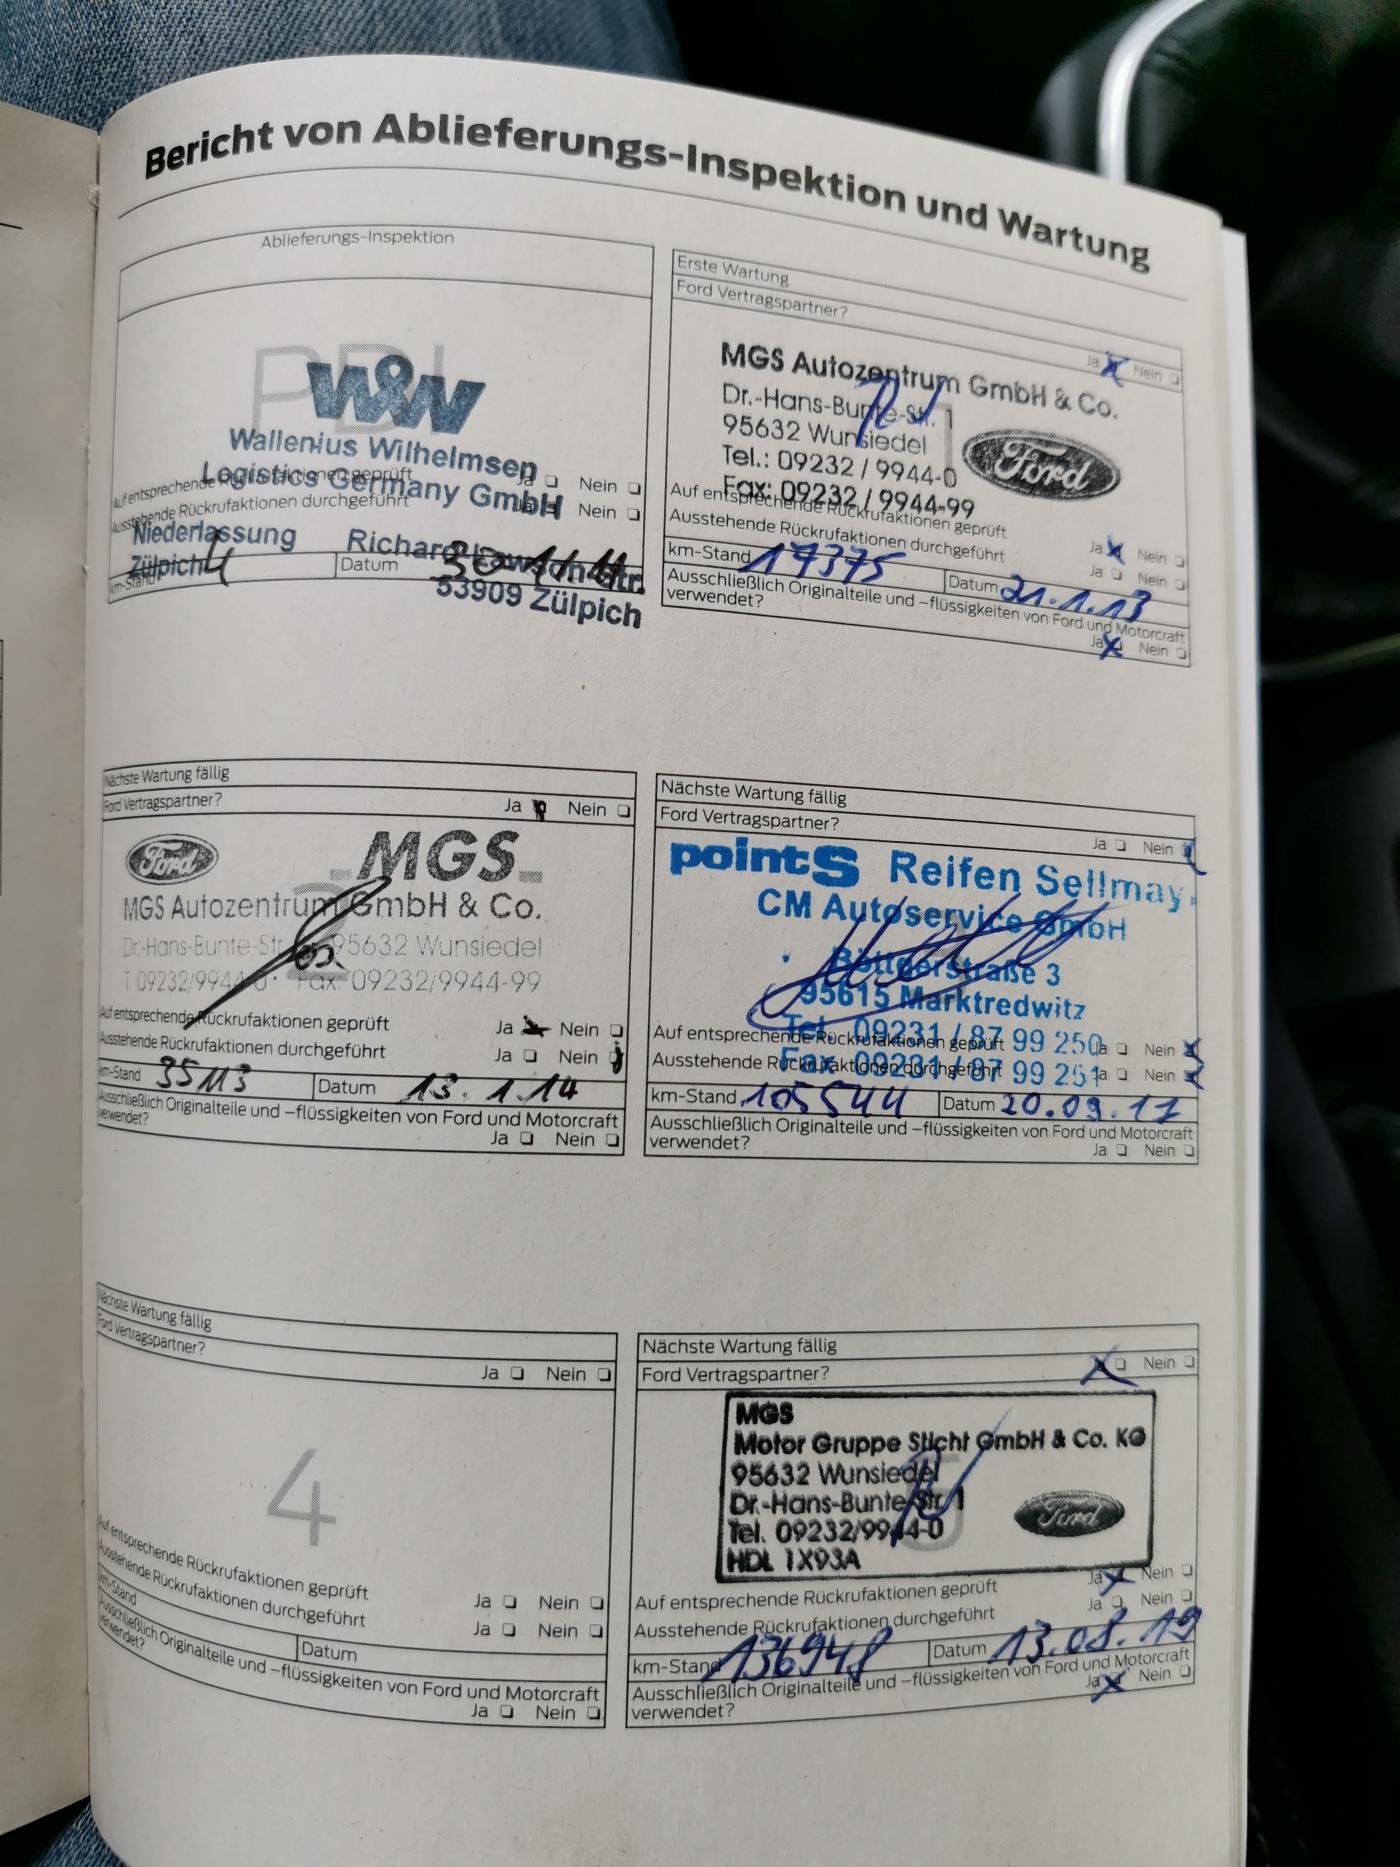 Bericht von Ablieferungs-Inspektion und Wartung
Ablieferungs-Inspektion
PDI
W&W
Wallenius Wilhelmsen
Logistics Germany GmbH
Auf entsprechende Rückrufaktionen geprüft Ja Nein
Ausstehende Rückrufaktionen durchgeführt Ja Nein
Niederlassung
Zülpich
Richard-Lawson-Str.
53909 Zülpich
km-Stand 4 Datum 30 11 11
Erste Wartung
Ford Vertragspartner?
Ja x Nein
MGS Autozentrum GmbH & Co.
Dr.-Hans-Bunte-Str. 1
95632 Wunsiedel
Tel.: 09232 / 9944-0
Fax: 09232 / 9944-99
Ford
Auf entsprechende Rückrufaktionen geprüft Ja x Nein
Ausstehende Rückrufaktionen durchgeführt Ja Nein
km-Stand 17375 Datum 21.1.13
Ausschließlich Originalteile und –flüssigkeiten von Ford und Motorcraft
verwendet? Ja x Nein
Nächste Wartung fällig
Ford Vertragspartner? Ja Nein
Ford
MGS
2
MGS Autozentrum GmbH & Co.
Dr.-Hans-Bunte-Str. 95632 Wunsiedel
T. 09232/9944-0 · Fax: 09232/9944-99
Auf entsprechende Rückrufaktionen geprüft Ja x Nein
Ausstehende Rückrufaktionen durchgeführt Ja Nein
km-Stand 35113 Datum 13.1.14
Ausschließlich Originalteile und –flüssigkeiten von Ford und Motorcraft
verwendet? Ja Nein
Nächste Wartung fällig
Ford Vertragspartner?
Ja Nein
pointS Reifen Sellmay
CM Autoservice GmbH
Böttgerstraße 3
95615 Marktredwitz
Tel. 09231 / 87 99 250
Fax 09231 / 87 99 251
Auf entsprechende Rückrufaktionen geprüft Ja Nein x
Ausstehende Rückrufaktionen durchgeführt Ja Nein x
km-Stand 105544 Datum 20.09.17
Ausschließlich Originalteile und –flüssigkeiten von Ford und Motorcraft
verwendet? Ja Nein
Nächste Wartung fällig
Ford Vertragspartner?
Ja Nein
4
Auf entsprechende Rückrufaktionen geprüft Ja Nein
Ausstehende Rückrufaktionen durchgeführt Ja Nein
km-Stand Datum
Ausschließlich Originalteile und –flüssigkeiten von Ford und Motorcraft
verwendet? Ja Nein
Nächste Wartung fällig
Ford Vertragspartner? x Nein
MGS
Motor Gruppe Sticht GmbH & Co. KG
95632 Wunsiedel
Dr.-Hans-Bunte-Str. 1
Tel. 09232/9944-0
HDL 1X93A
Ford
5
Auf entsprechende Rückrufaktionen geprüft Ja x Nein
Ausstehende Rückrufaktionen durchgeführt Ja Nein
km-Stand 136948 Datum 13.08.19
Ausschließlich Originalteile und –flüssigkeiten von Ford und Motorcraft
verwendet? Ja x Nein